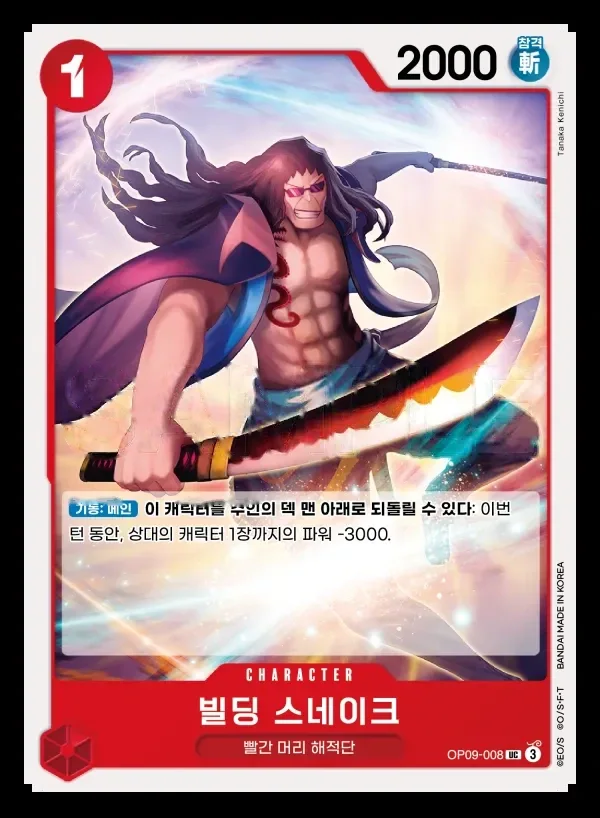 1
2000
참격
斬
Tanaka Kenichi
기동: 메인 이 캐릭터를 주인의 덱 맨 아래로 되돌릴 수 있다: 이번
턴 동안, 상대의 캐릭터 1장까지의 파워 -3000.
CHARACTER
빌딩 스네이크
빨간 머리 해적단
OP09-008 UC 3
©EO/S ©O/S·F·T BANDAI MADE IN KOREA